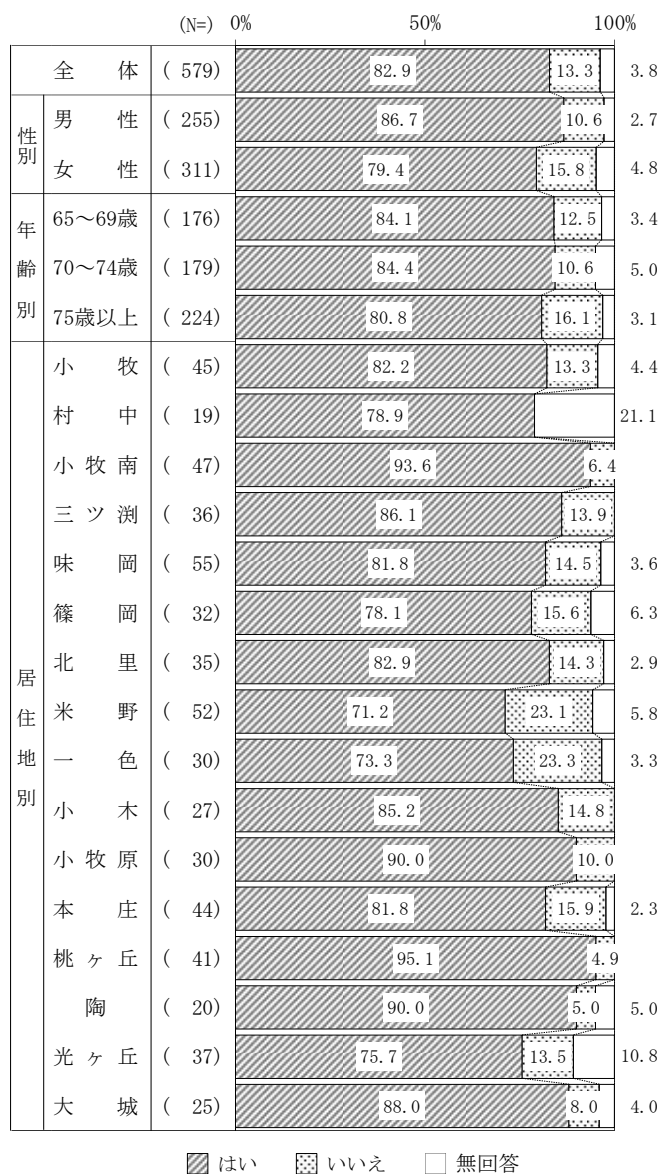 (N=) 0% 50% 100%
全体 ( 579) 82.9 13.3 3.8
性別
男性 ( 255) 86.7 10.6 2.7
女性 ( 311) 79.4 15.8 4.8
年齢別
65～69歳 ( 176) 84.1 12.5 3.4
70～74歳 ( 179) 84.4 10.6 5.0
75歳以上 ( 224) 80.8 16.1 3.1
居住地別
小牧 ( 45) 82.2 13.3 4.4
村中 ( 19) 78.9 21.1
小牧南 ( 47) 93.6 6.4
三ツ渕 ( 36) 86.1 13.9
味岡 ( 55) 81.8 14.5 3.6
篠岡 ( 32) 78.1 15.6 6.3
北里 ( 35) 82.9 14.3 2.9
米野 ( 52) 71.2 23.1 5.8
一色 ( 30) 73.3 23.3 3.3
小木 ( 27) 85.2 14.8
小牧原 ( 30) 90.0 10.0
本庄 ( 44) 81.8 15.9 2.3
桃ヶ丘 ( 41) 95.1 4.9
陶 ( 20) 90.0 5.0 5.0
光ヶ丘 ( 37) 75.7 13.5 10.8
大城 ( 25) 88.0 8.0 4.0
はい いいえ 無回答